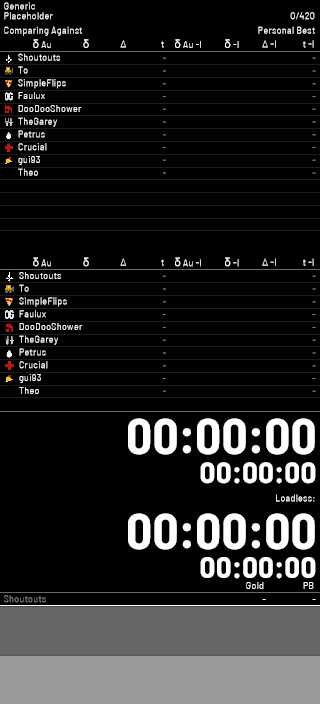 Generic
Placeholder 0/420
Comparing Against Personal Best
δ Au δ Δ t δ Au -l δ -l Δ -l t -l
Shoutouts - -
To - -
SimpleFlips - -
Faulux - -
DooDooShower - -
TheGarey - -
Petrus - -
Crucial - -
gui93 - -
Theo - -
δ Au δ Δ t δ Au -l δ -l Δ -l t -l
Shoutouts - -
To - -
SimpleFlips - -
Faulux - -
DooDooShower - -
TheGarey - -
Petrus - -
Crucial - -
gui93 - -
Theo - -
00:00:00
00:00:00
Loadless:
00:00:00
00:00:00
Gold PB
Shoutouts - -